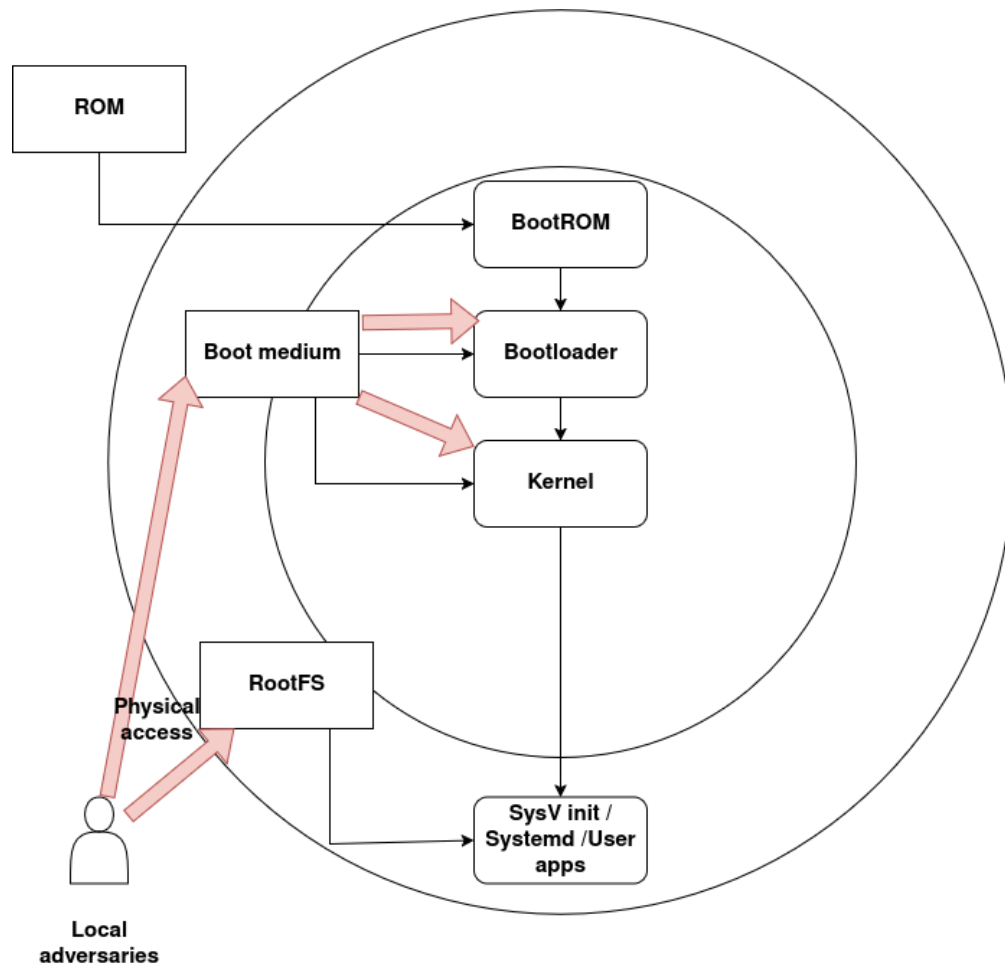 ROM
BootROM
Boot medium
Bootloader
Kernel
RootFS
Physical
access
SysV init /
Systemd /User
apps
Local
adversaries